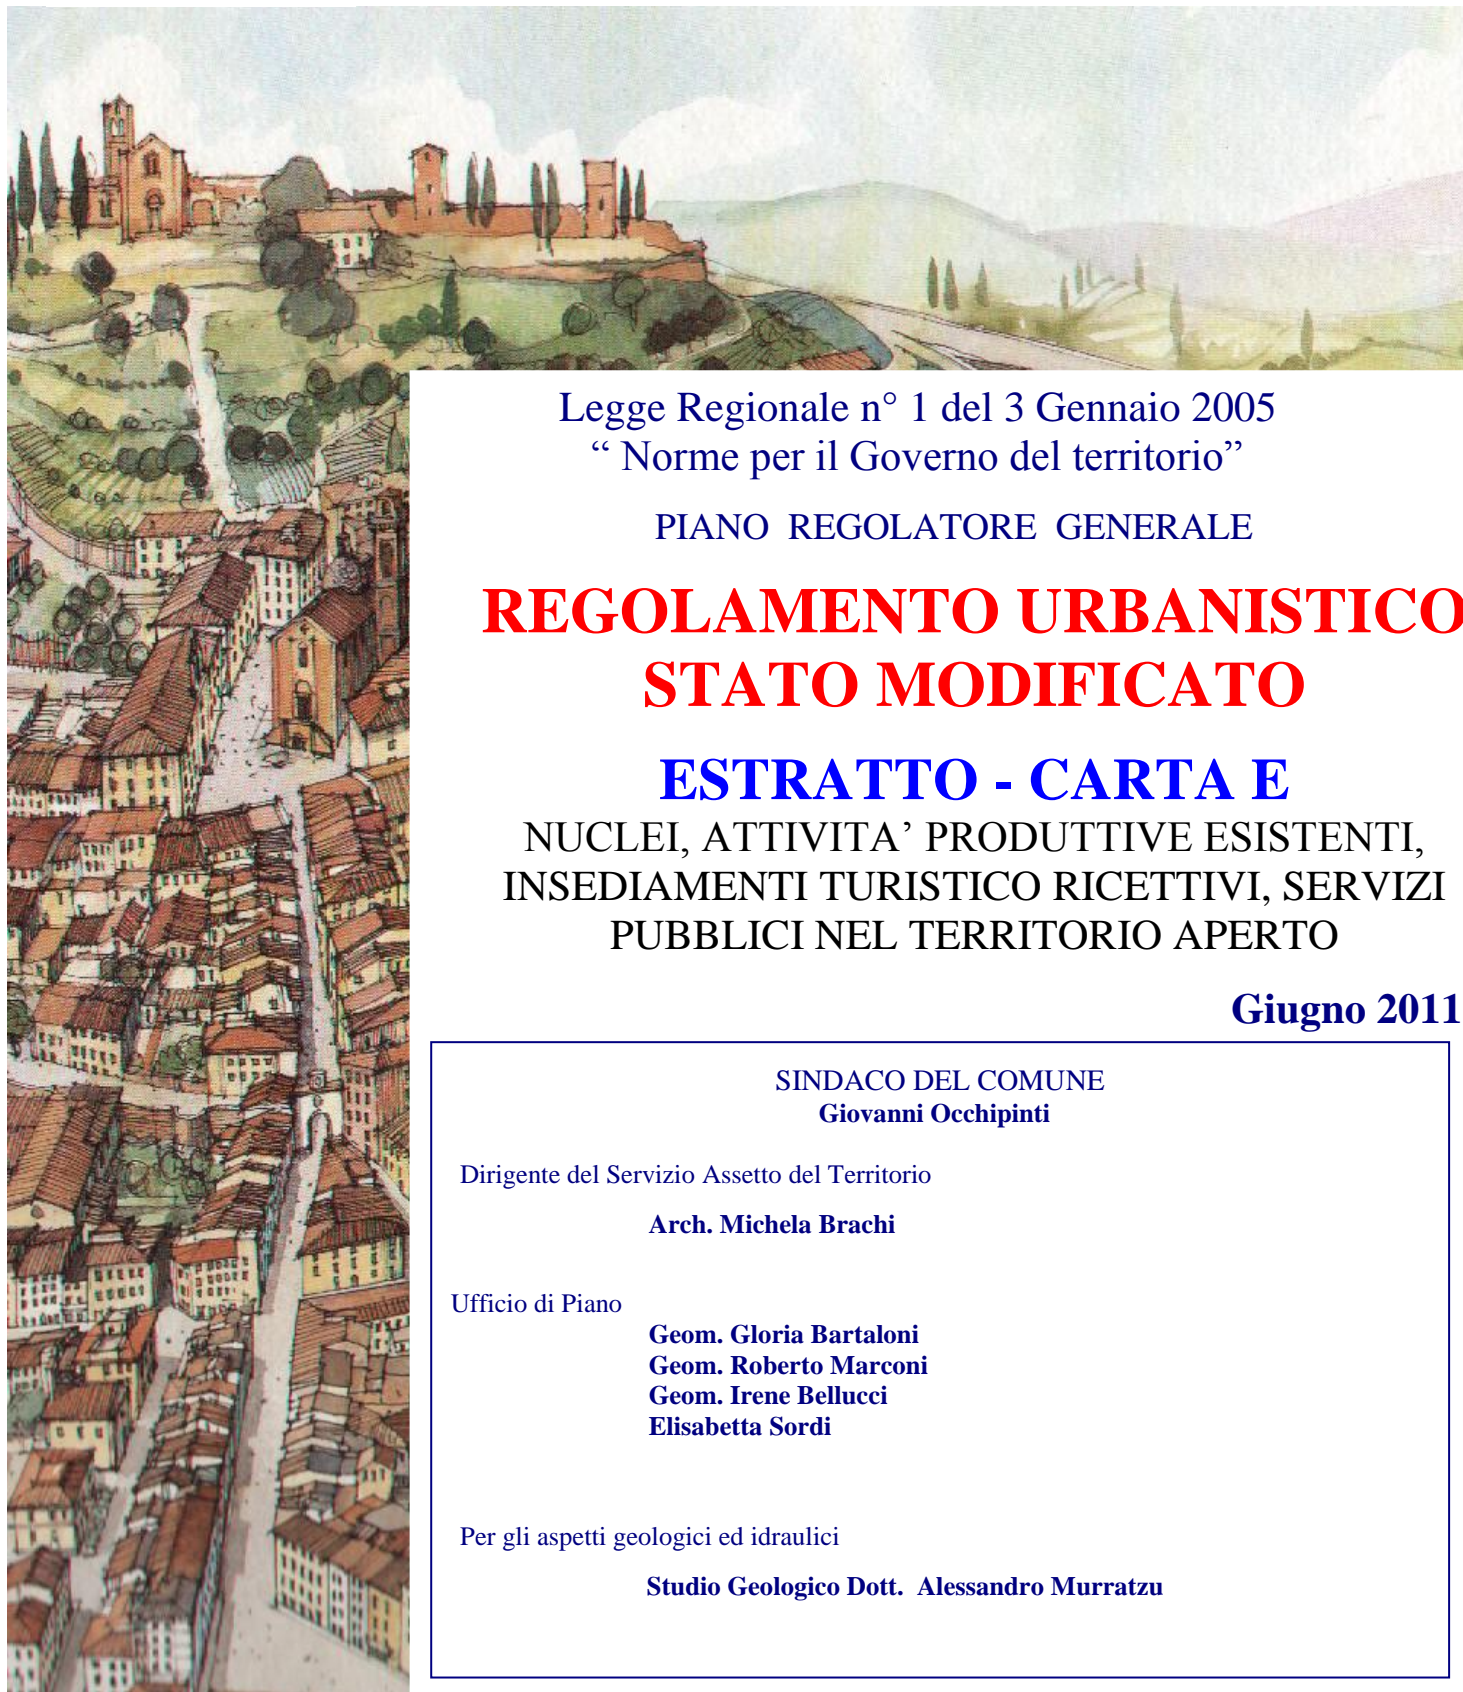 Legge Regionale n° 1 del 3 Gennaio 2005
“ Norme per il Governo del territorio”
PIANO REGOLATORE GENERALE
REGOLAMENTO URBANISTICO
STATO MODIFICATO
ESTRATTO - CARTA E
NUCLEI, ATTIVITA’ PRODUTTIVE ESISTENTI,
INSEDIAMENTI TURISTICO RICETTIVI, SERVIZI
PUBBLICI NEL TERRITORIO APERTO
Giugno 2011
SINDACO DEL COMUNE
Giovanni Occhipinti
Dirigente del Servizio Assetto del Territorio
Arch. Michela Brachi
Ufficio di Piano
Geom. Gloria Bartaloni
Geom. Roberto Marconi
Geom. Irene Bellucci
Elisabetta Sordi
Per gli aspetti geologici ed idraulici
Studio Geologico Dott. Alessandro Murratzu